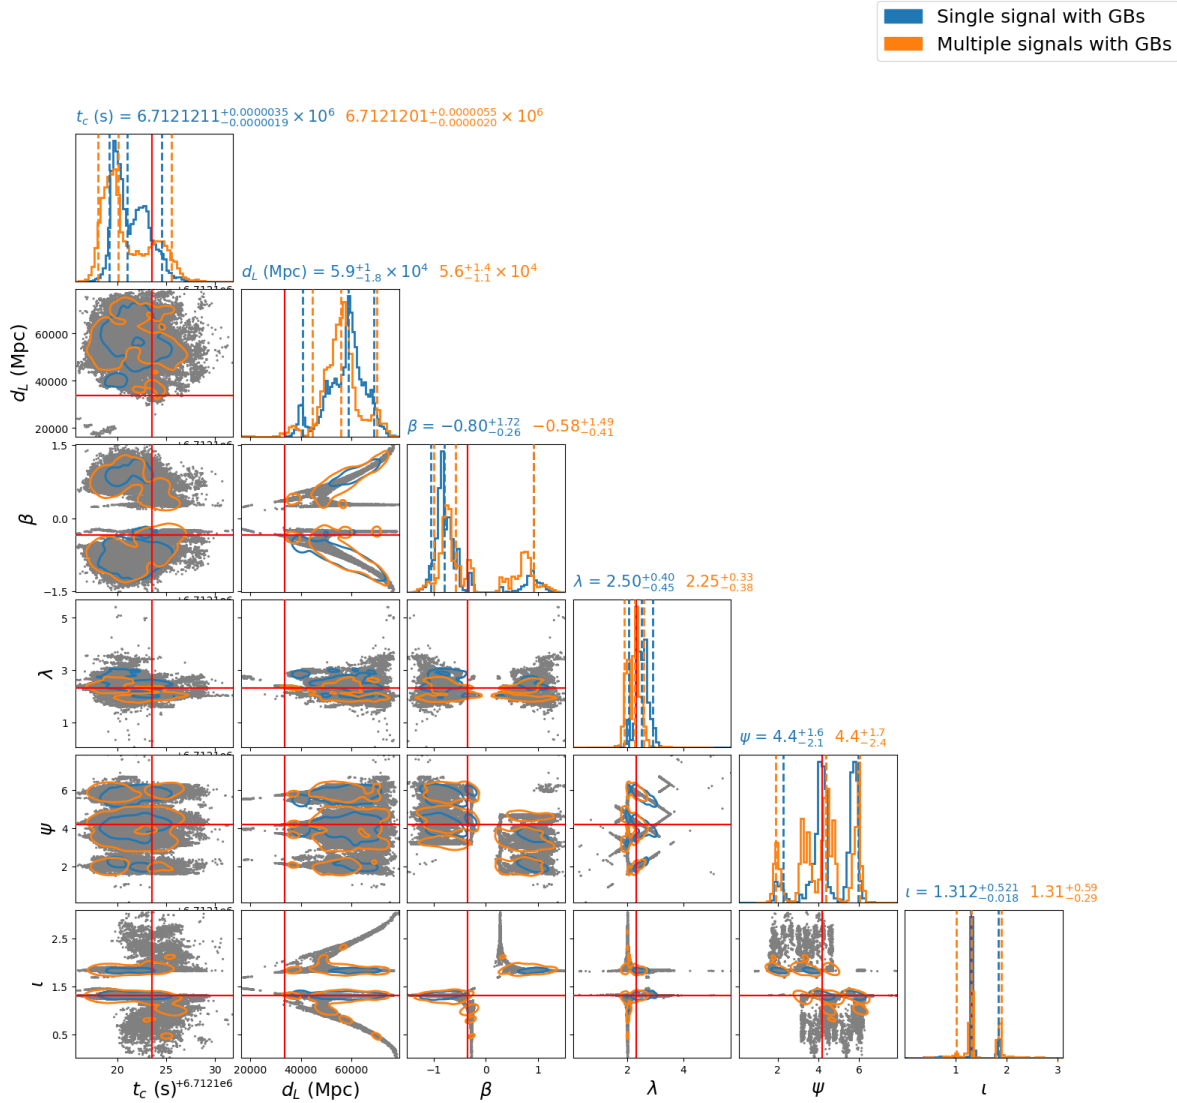 Single signal with GBs
Multiple signals with GBs
t_c (s) = 6.7121211^{+0.0000035}_{-0.0000019} × 10^6 6.7121201^{+0.0000055}_{-0.0000020} × 10^6
d_L (Mpc) = 5.9^{+1}_{-1.8} × 10^4 5.6^{+1.4}_{-1.1} × 10^4
d_L (Mpc)
60000
40000
20000
β = −0.80^{+1.72}_{-0.26} −0.58^{+1.49}_{-0.41}
β
1.5
0.0
−1.5
λ = 2.50^{+0.40}_{-0.45} 2.25^{+0.33}_{-0.38}
λ
5
3
1
ψ = 4.4^{+1.6}_{-2.1} 4.4^{+1.7}_{-2.4}
ψ
6
4
2
ι = 1.312^{+0.521}_{-0.018} 1.31^{+0.59}_{-0.29}
ι
2.5
1.5
0.5
20 25 30 +6.7121e6 20000 40000 60000 −1 0 1 2 4 2 4 6 1 2 3
t_c (s) d_L (Mpc) β λ ψ ι